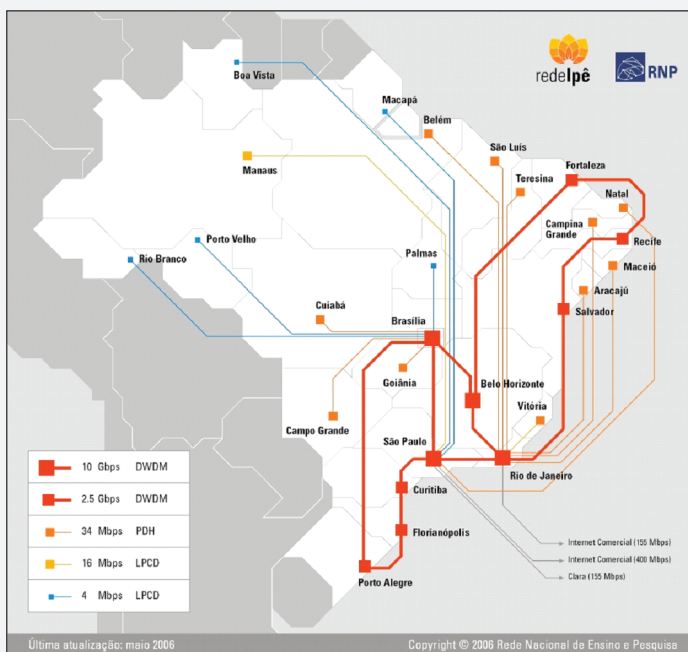 redeIpê
RNP
Boa Vista
Macapá
Belém
São Luís
Manaus
Teresina
Fortaleza
Natal
Campina
Grande
Recife
Porto Velho
Rio Branco
Palmas
Maceió
Cuiabá
Aracajú
Brasília
Salvador
Goiânia
Belo Horizonte
Vitória
Campo Grande
São Paulo
Rio de Janeiro
Curitiba
Florianópolis
Porto Alegre
10 Gbps DWDM
2.5 Gbps DWDM
34 Mbps PDH
16 Mbps LPCD
4 Mbps LPCD
Internet Comercial (155 Mbps)
Internet Comercial (400 Mbps)
Clara (155 Mbps)
Última atualização: maio 2006
Copyright © 2006 Rede Nacional de Ensino e Pesquisa